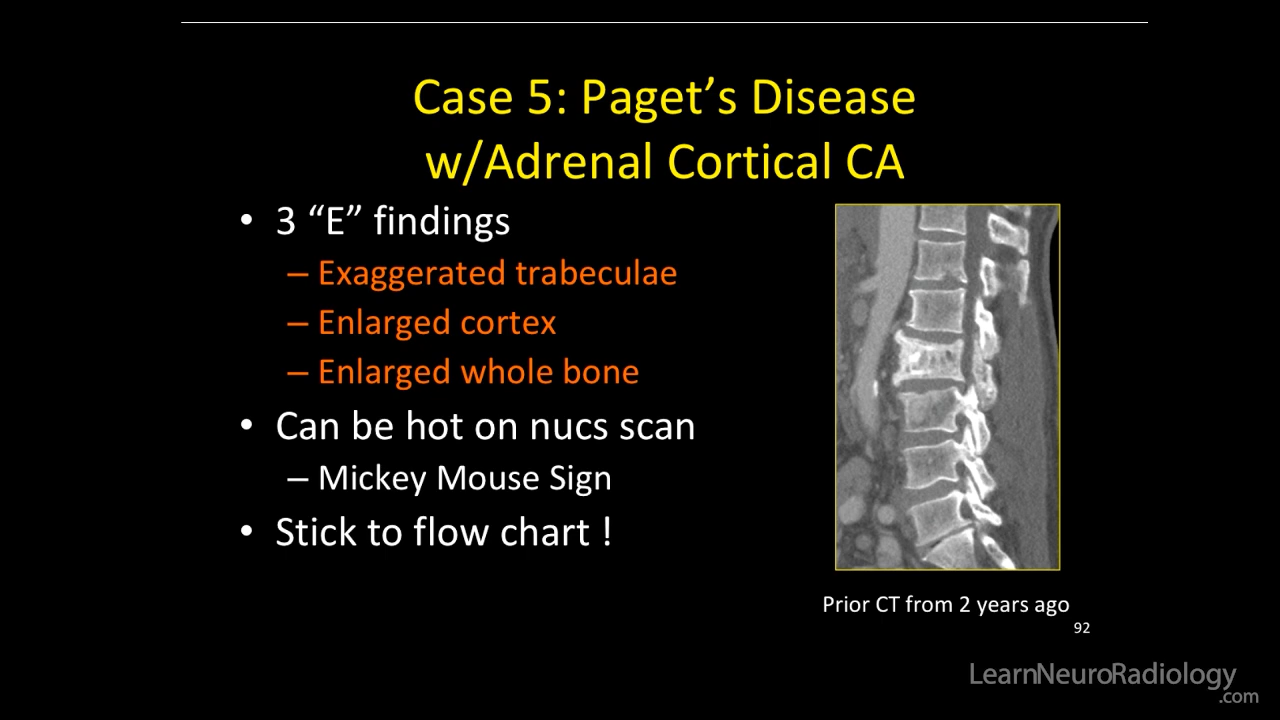 Case 5: Paget’s Disease
w/Adrenal Cortical CA
• 3 “E” findings
– Exaggerated trabeculae
– Enlarged cortex
– Enlarged whole bone
• Can be hot on nucs scan
– Mickey Mouse Sign
• Stick to flow chart !
Prior CT from 2 years ago
92
LearnNeuroRadiology
.com